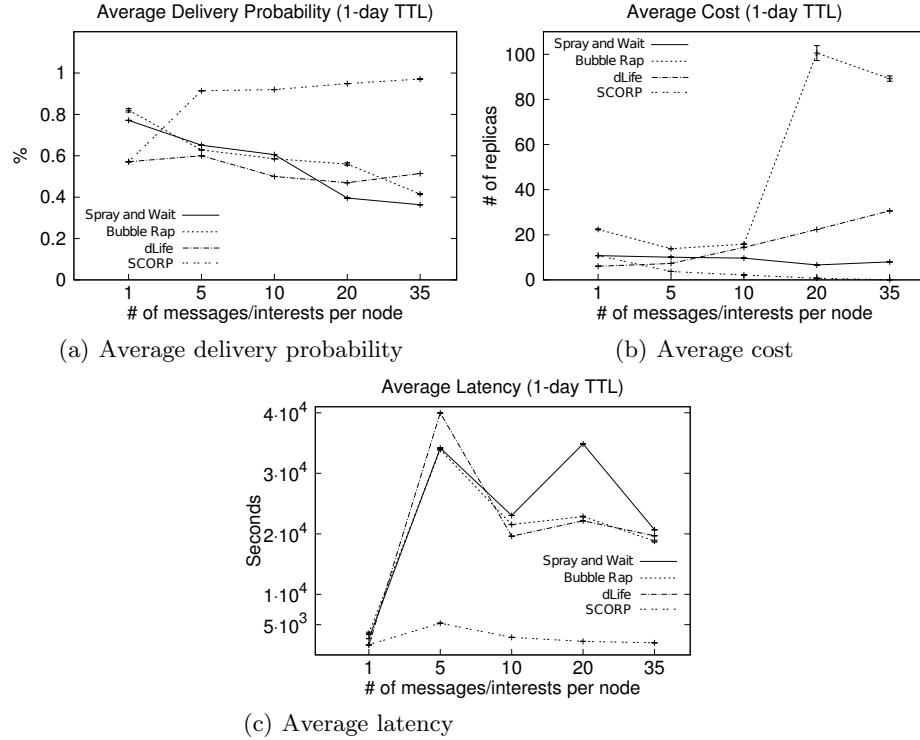 Average Delivery Probability (1-day TTL)
1
0.8
0.6
0.4
0.2
0
%
Spray and Wait
Bubble Rap
dLife
SCORP
1 5 10 20 35
# of messages/interests per node
(a) Average delivery probability
Average Cost (1-day TTL)
100
80
60
40
20
0
# of replicas
Spray and Wait
Bubble Rap
dLife
SCORP
1 5 10 20 35
# of messages/interests per node
(b) Average cost
Average Latency (1-day TTL)
4·10⁴
3·10⁴
2·10⁴
1·10⁴
5·10³
Seconds
Spray and Wait
Bubble Rap
dLife
SCORP
1 5 10 20 35
# of messages/interests per node
(c) Average latency